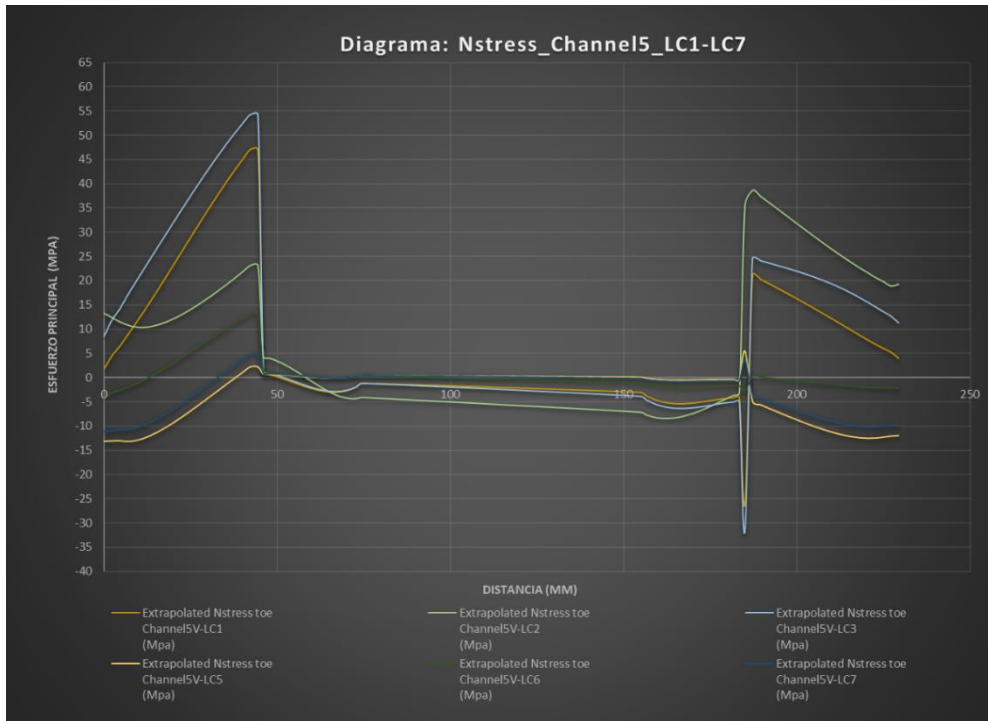 Diagrama: Nstress_Channel5_LC1-LC7
65
60
55
50
45
40
35
30
25
20
15
10
5
0
-5
-10
-15
-20
-25
-30
-35
-40
0
50
100
150
200
250
ESFUERZO PRINCIPAL (MPA)
DISTANCIA (MM)
Extrapolated Nstress toe
Channel5V-LC1
(Mpa)
Extrapolated Nstress toe
Channel5V-LC2
(Mpa)
Extrapolated Nstress toe
Channel5V-LC3
(Mpa)
Extrapolated Nstress toe
Channel5V-LC5
(Mpa)
Extrapolated Nstress toe
Channel5V-LC6
(Mpa)
Extrapolated Nstress toe
Channel5V-LC7
(Mpa)